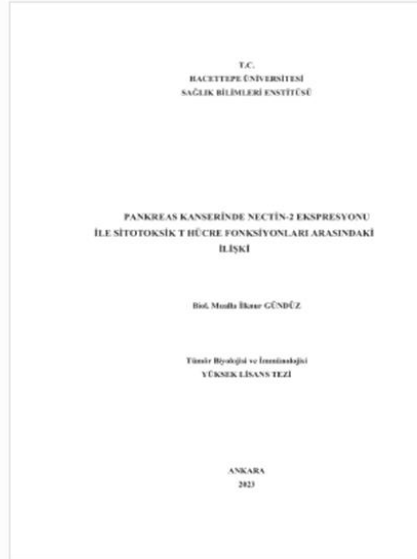 T.C.
HACETTEPE ÜNİVERSİTESİ
SAĞLIK BİLİMLERİ ENSTİTÜSÜ
PANKREAS KANSERİNDE NECTİN-2 EKSPRESYONU
İLE SİTOTOKSİK T HÜCRE FONKSİYONLARI ARASINDAKİ
İLİŞKİ
Biol. Mualla İlknur GÜNDÜZ
Tümör Biyolojisi ve İmmünolojisi
YÜKSEK LİSANS TEZİ
ANKARA
2023